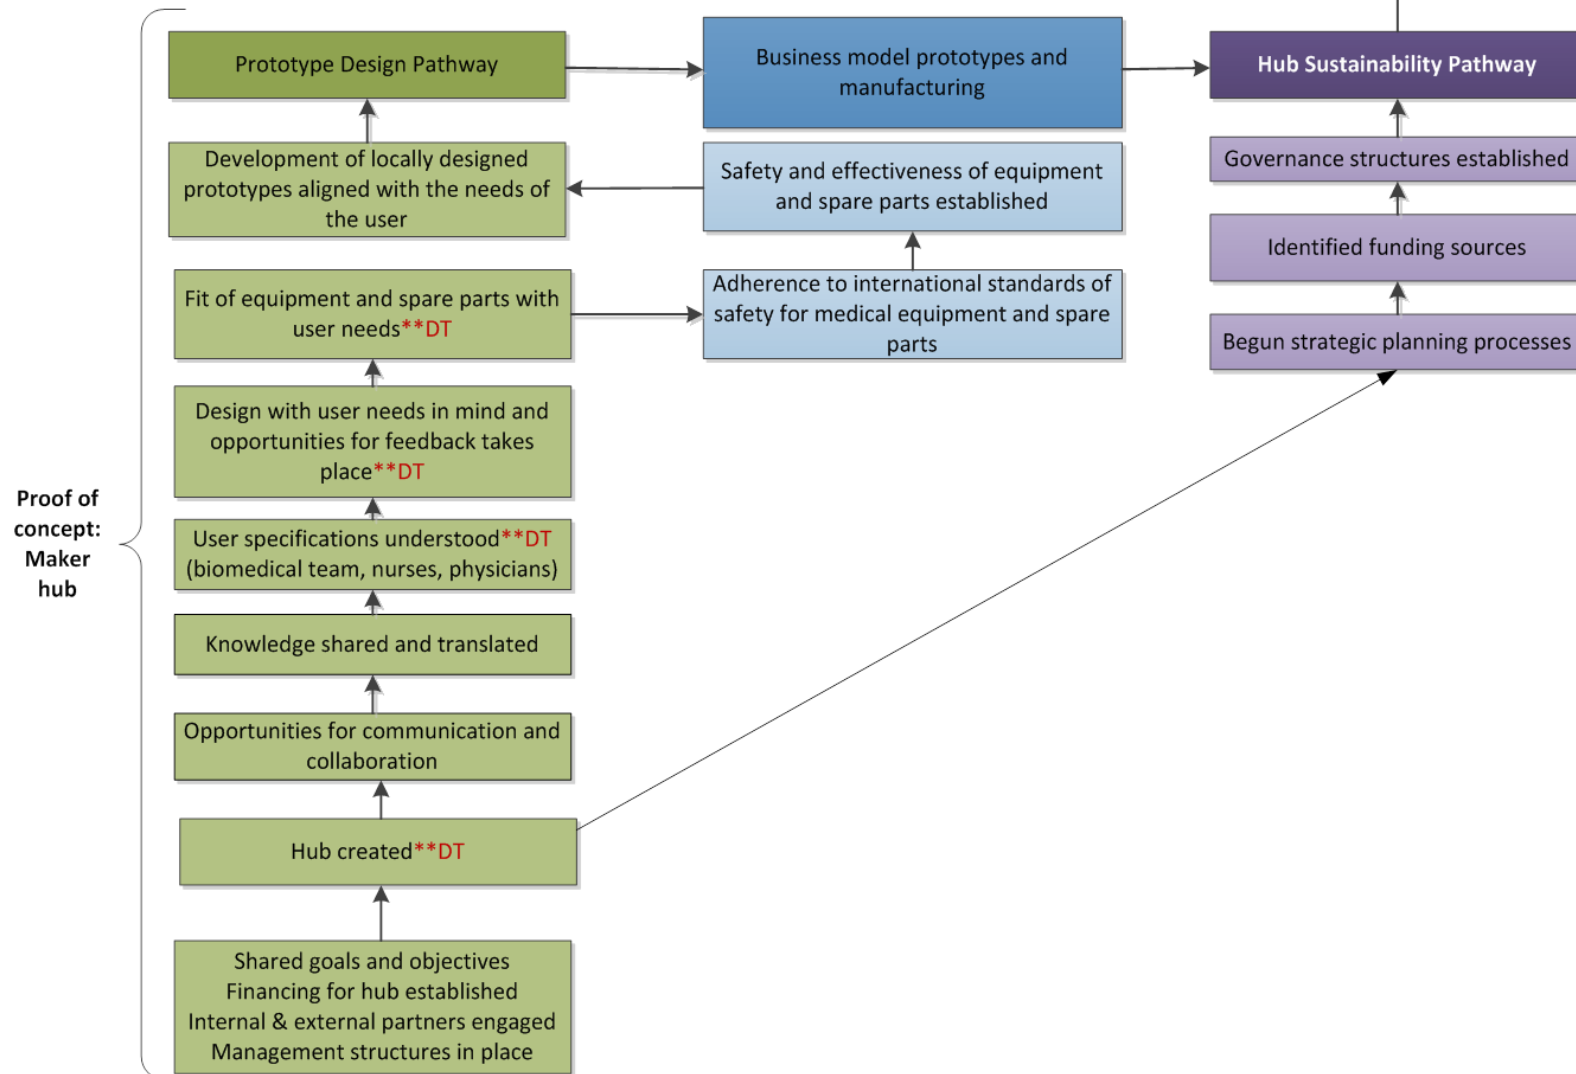 Prototype Design Pathway
Business model prototypes and
manufacturing
Hub Sustainability Pathway
Development of locally designed
prototypes aligned with the needs of
the user
Safety and effectiveness of equipment
and spare parts established
Governance structures established
Identified funding sources
Fit of equipment and spare parts with
user needs**DT
Adherence to international standards of
safety for medical equipment and spare
parts
Begun strategic planning processes
Design with user needs in mind and
opportunities for feedback takes
place**DT
Proof of
concept:
Maker
hub
User specifications understood**DT
(biomedical team, nurses, physicians)
Knowledge shared and translated
Opportunities for communication and
collaboration
Hub created**DT
Shared goals and objectives
Financing for hub established
Internal & external partners engaged
Management structures in place